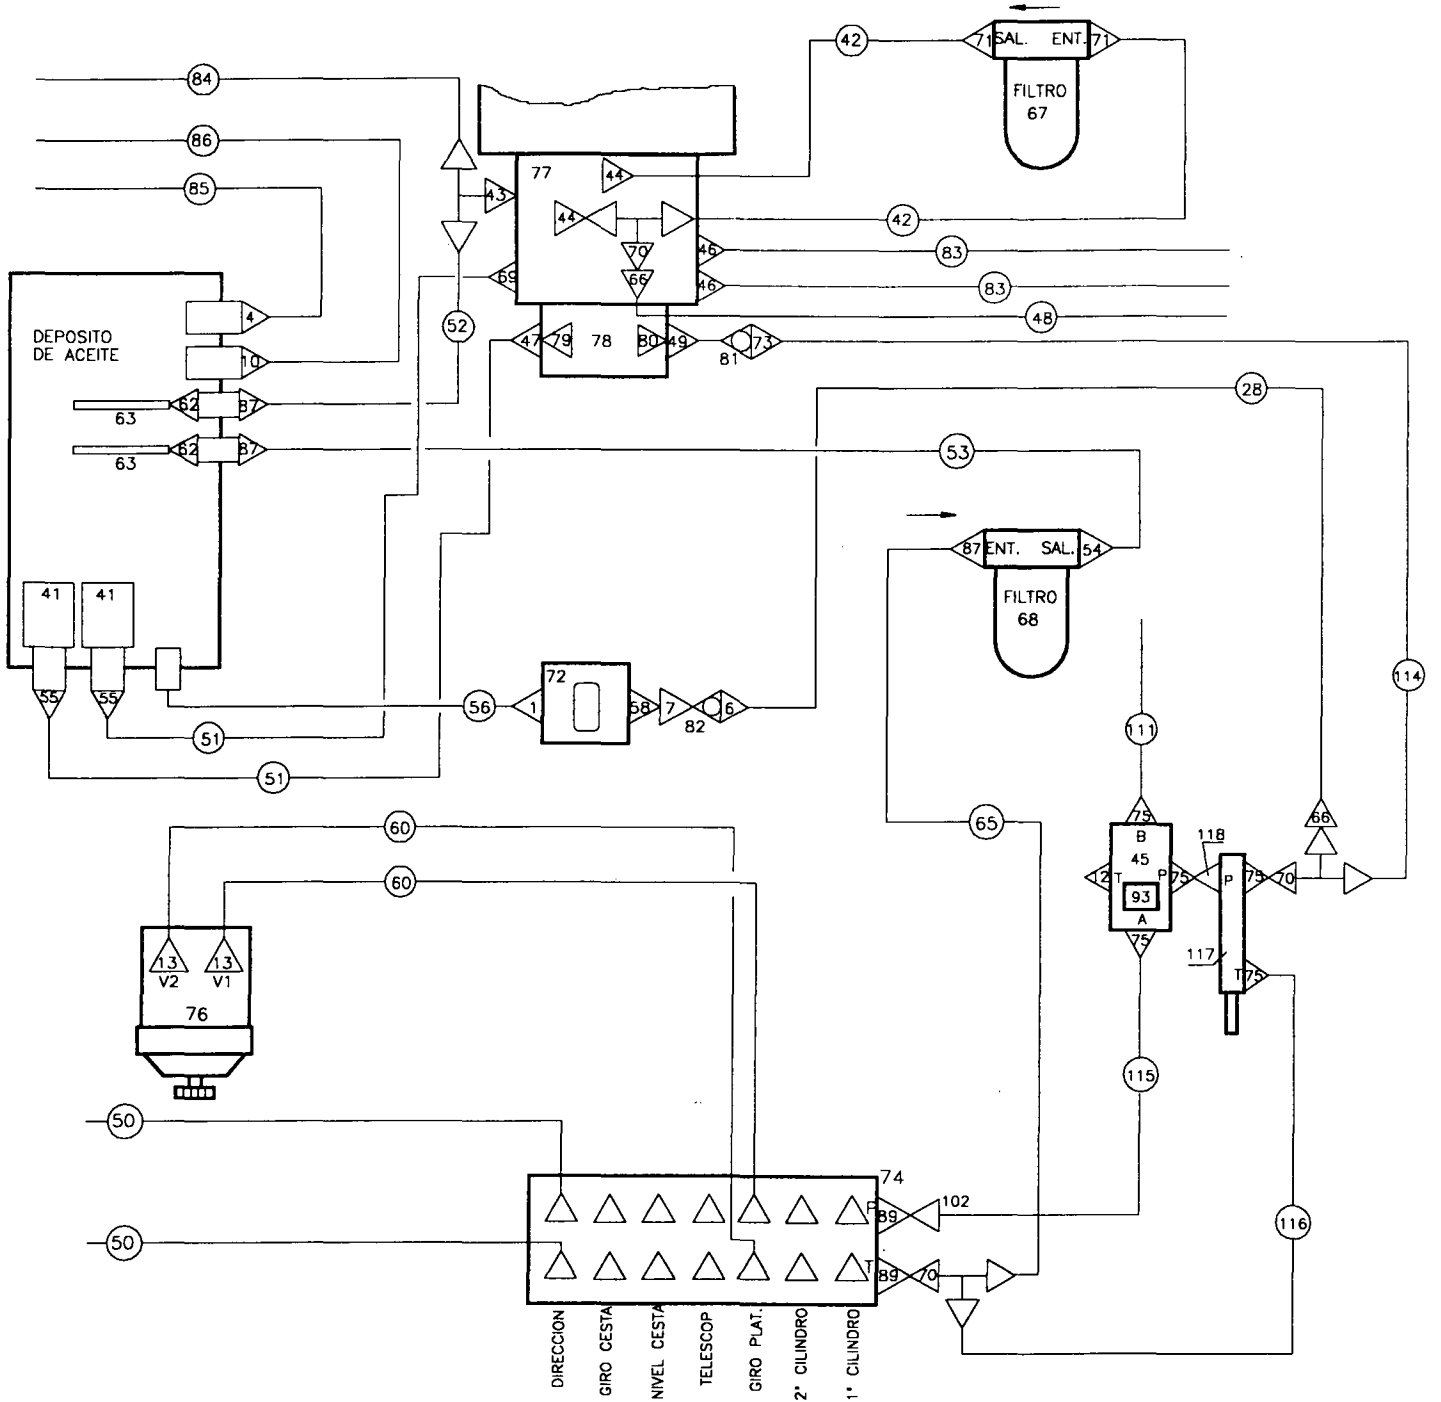 42
71 SAL. ENT. 71
FILTRO
67
84
86
85
77
44
43
44
42
70
46
83
69
66
46
83
48
47 79 78 80 49
81 73
52
DEPOSITO
DE ACEITE
4
10
62 87
63
62 87
63
28
53
87 ENT. SAL. 54
FILTRO
68
41 41
55 55
56
72
1 58 7 6
82
51
51
114
111
65
66
75
B
45
118
12 T P 75 P 75 70
93
A
75
117
T 75
60
60
13 13
V2 V1
76
115
116
50
50
74
P 89 102
T 89 70
DIRECCION
GIRO CESTA
NIVEL CESTA
TELESCOP
GIRO PLAT.
2° CILINDRO
1° CILINDRO